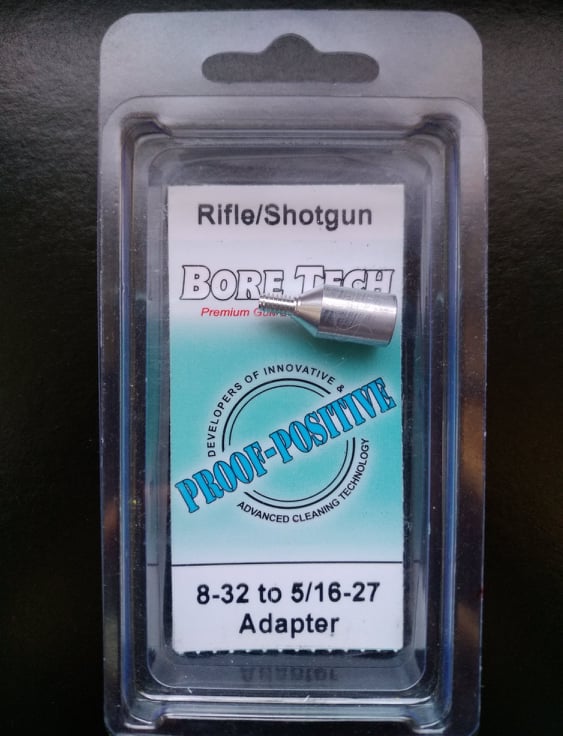 Rifle/Shotgun
BORE TECH
Premium
DEVELOPERS OF INNOVATIVE &
PROOF-POSITIVE
ADVANCED CLEANING TECHNOLOGY
8-32 to 5/16-27
Adapter